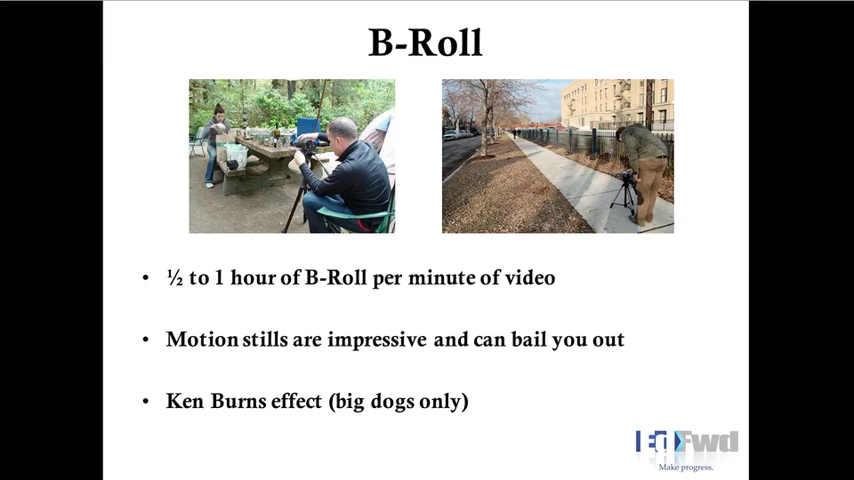 B-Roll
• ½ to 1 hour of B-Roll per minute of video
• Motion stills are impressive and can bail you out
• Ken Burns effect (big dogs only)
Fwd
Make progress.